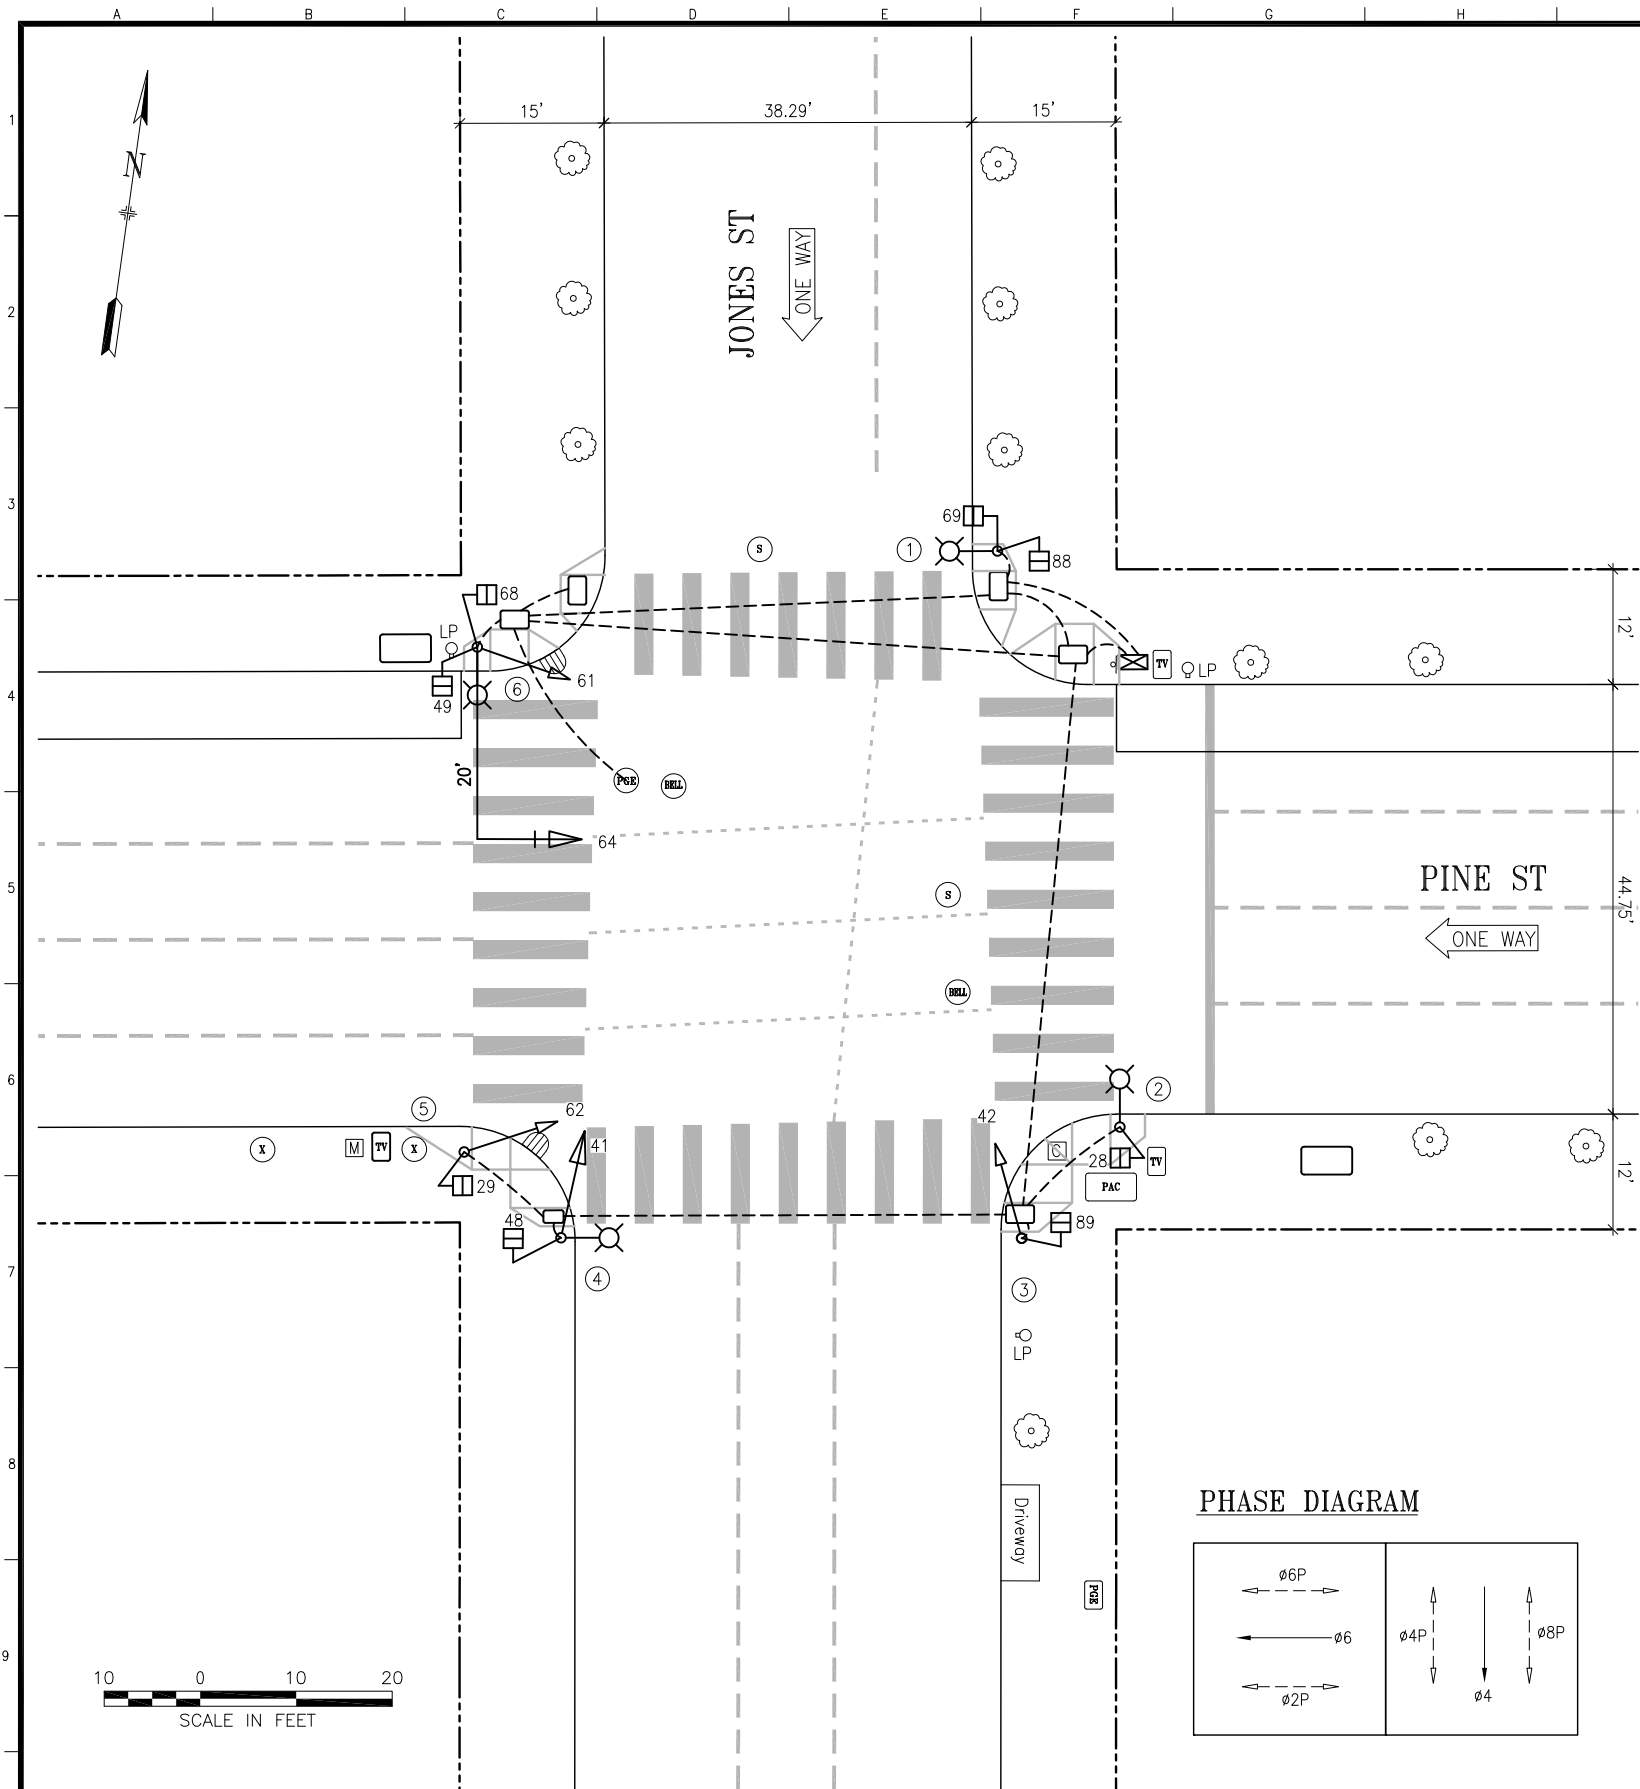 A B C D E F G H
1
15' 38.29' 15'
N
JONES ST
ONE WAY
2
3
69
S
1
88
68
12'
LP
TV
LP
61
6
4
49
20'
PGE
BELL
64
5
S
PINE ST
44.75'
ONE WAY
BELL
6
2
5
62
42
41
X
M
TV
X
C
28
TV
12'
29
PAC
48
89
7
4
3
LP
8
Driveway
PHASE DIAGRAM
PGE
ø6P
ø6
ø2P
ø4P
ø8P
ø4
9
10 0 10 20
SCALE IN FEET